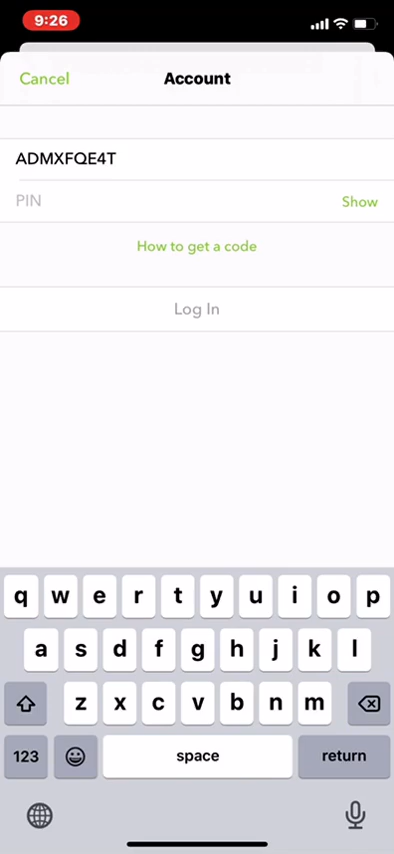 9:26
Cancel Account
ADMXFQE4T
PIN Show
How to get a code
Log In
q w e r t y u i o p
a s d f g h j k l
z x c v b n m
123 space return